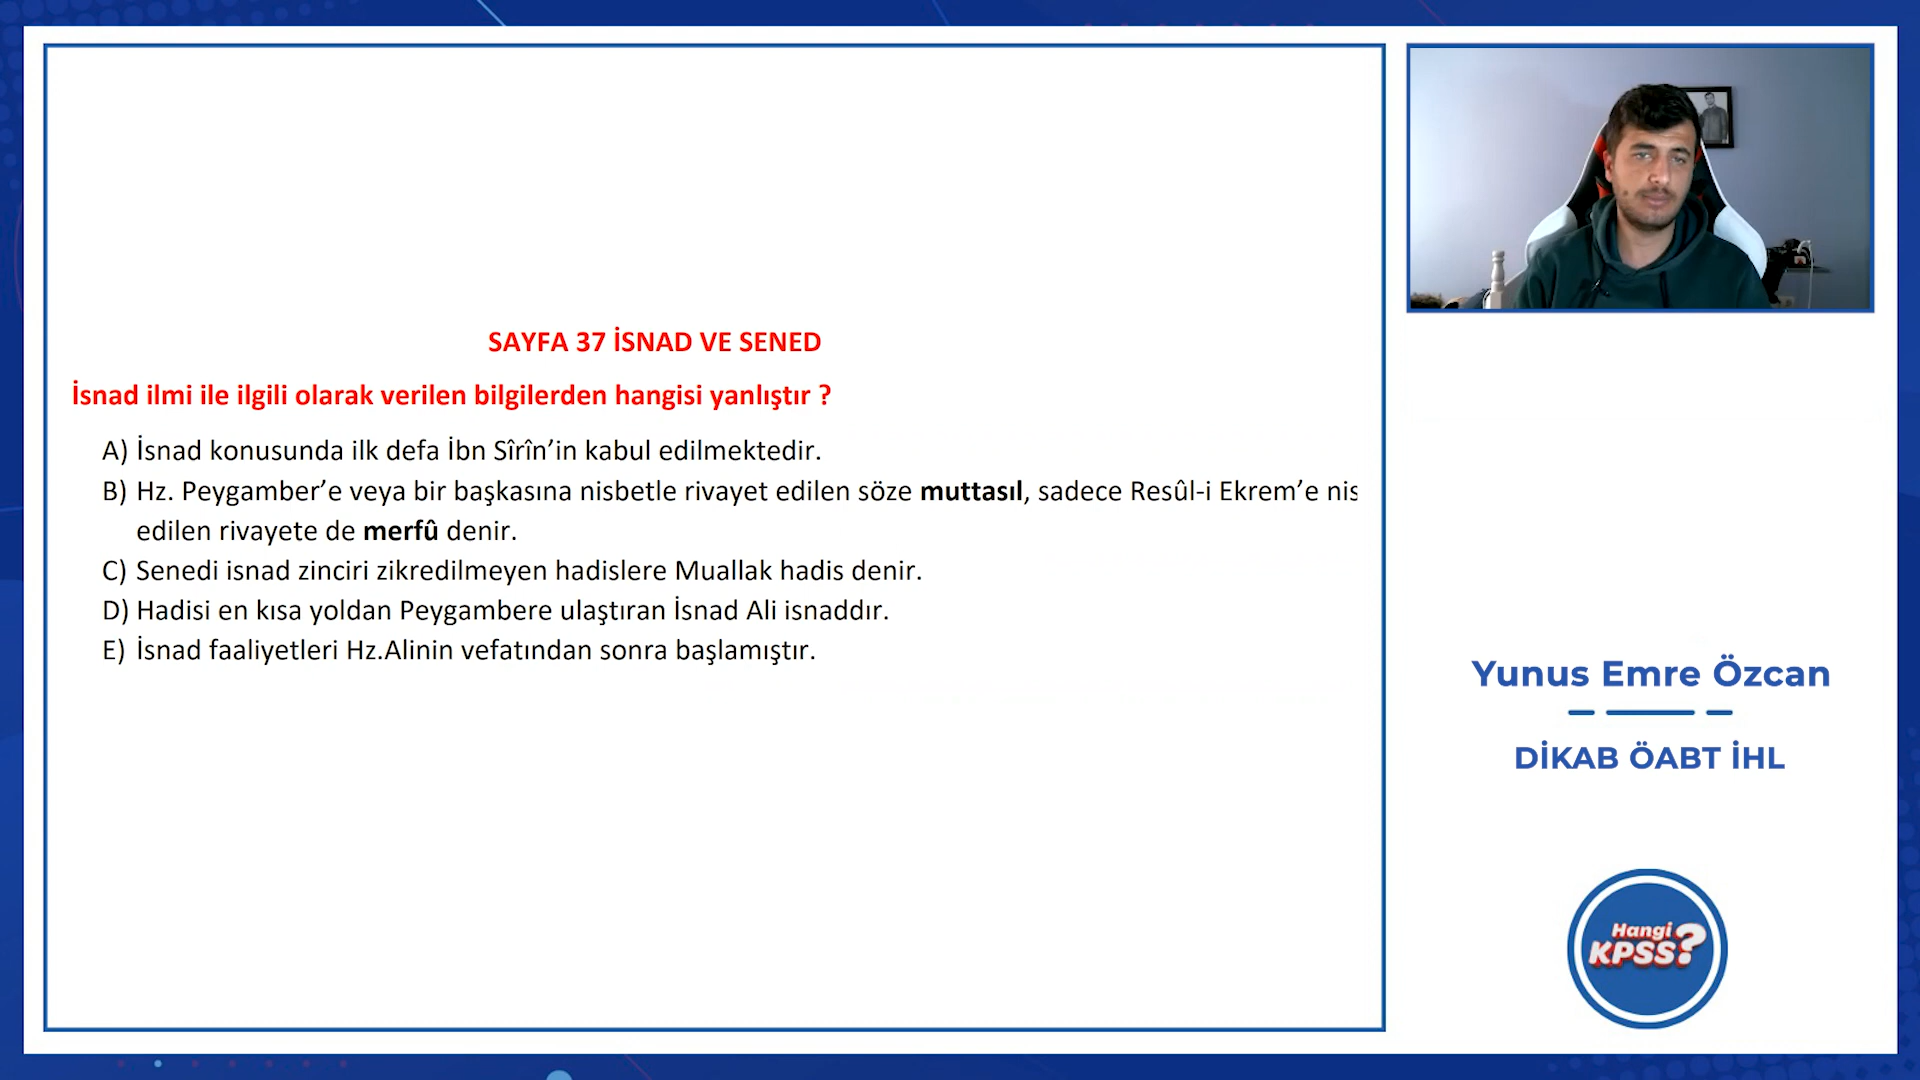 SAYFA 37 İSNAD VE SENED
İsnad ilmi ile ilgili olarak verilen bilgilerden hangisi yanlıştır ?
A) İsnad konusunda ilk defa İbn Sîrîn’in kabul edilmektedir.
B) Hz. Peygamber’e veya bir başkasına nisbetle rivayet edilen söze muttasıl, sadece Resûl-i Ekrem’e nis
edilen rivayete de merfû denir.
C) Senedi isnad zinciri zikredilmeyen hadislere Muallak hadis denir.
D) Hadisi en kısa yoldan Peygambere ulaştıran İsnad Ali isnaddır.
E) İsnad faaliyetleri Hz.Alinin vefatından sonra başlamıştır.
Yunus Emre Özcan
DİKAB ÖABT İHL
Hangi
KPSS?